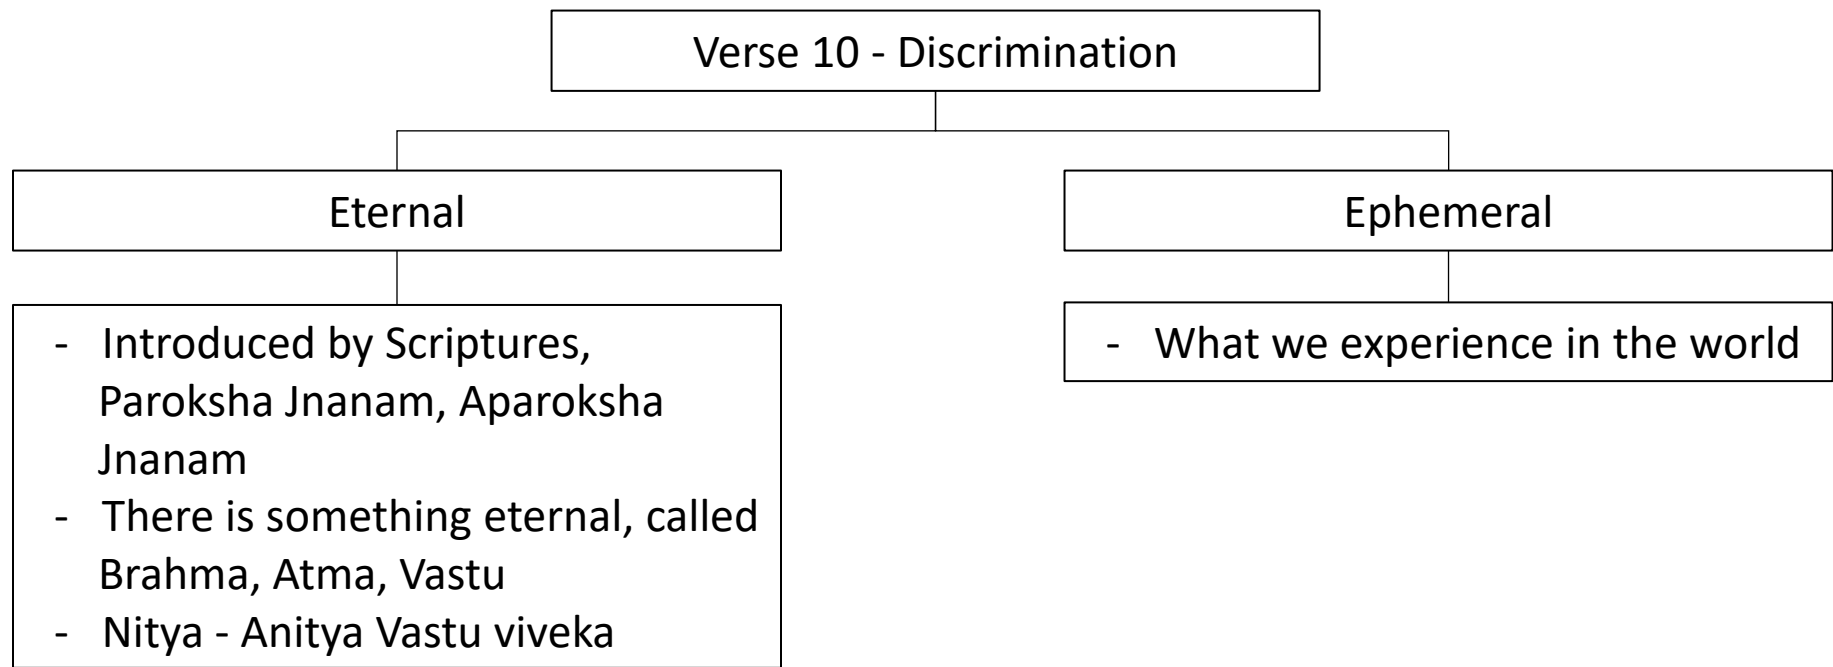 Verse 10 - Discrimination
Eternal
- Introduced by Scriptures,
Paroksha Jnanam, Aparoksha
Jnanam
- There is something eternal, called
Brahma, Atma, Vastu
- Nitya - Anitya Vastu viveka
Ephemeral
- What we experience in the world